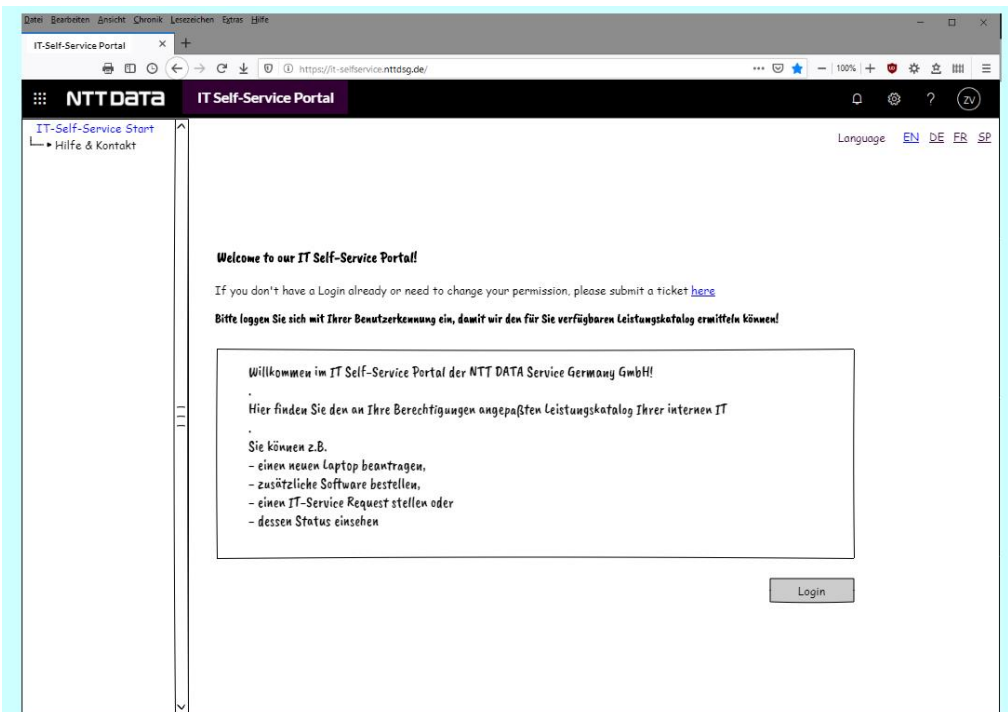 Datei Bearbeiten Ansicht Chronik Lesezeichen Extras Hilfe
IT-Self-Service Portal
https://it-selfservice.nttdsg.de/
100%
NTT DATA IT Self-Service Portal ? ZV
IT-Self-Service Start
Hilfe & Kontakt
Language EN DE FR SP
Welcome to our IT Self-Service Portal!
If you don't have a Login already or need to change your permission, please submit a ticket here
Bitte loggen Sie sich mit Ihrer Benutzerkennung ein, damit wir den für Sie verfügbaren Leistungskatalog ermitteln können!
Willkommen im IT Self-Service Portal der NTT DATA Service Germany GmbH!
.
Hier finden Sie den an Ihre Berechtigungen angepaßten Leistungskatalog Ihrer internen IT
.
Sie können z.B.
- einen neuen Laptop beantragen,
- zusätzliche Software bestellen,
- einen IT-Service Request stellen oder
- dessen Status einsehen
Login